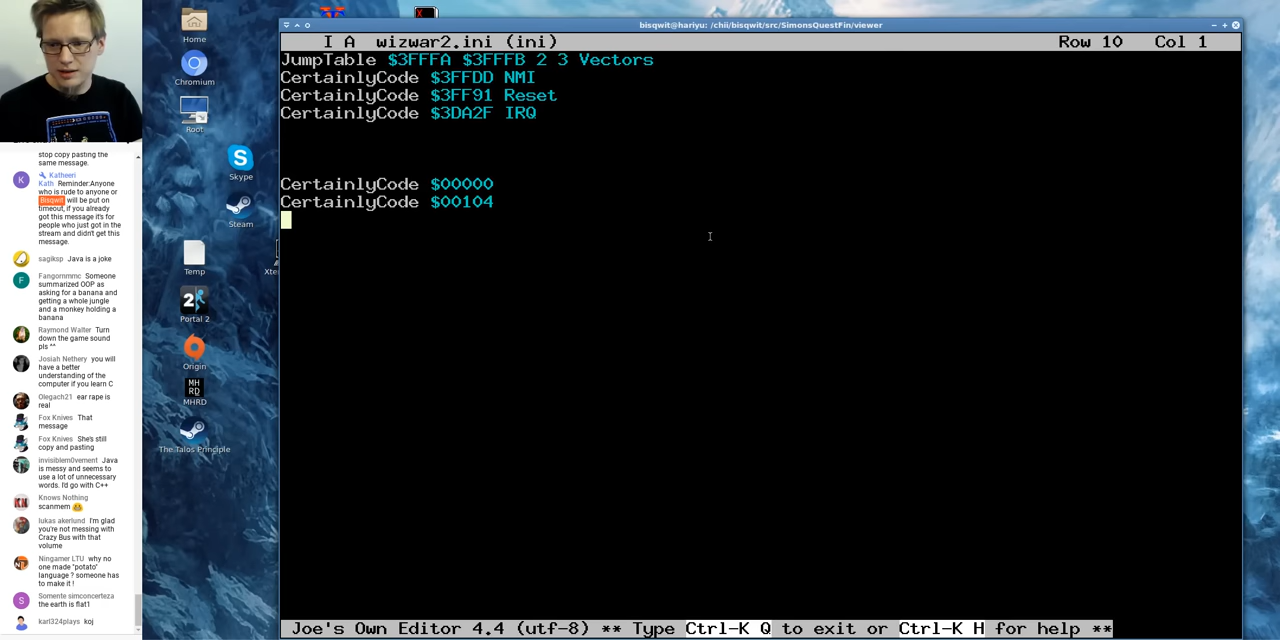 bisqwit@hariyu: /chii/bisqwit/src/SimonsQuestFin/viewer
I A wizwar2.ini (ini) Row 10 Col 1
JumpTable $3FFFA $3FFFB 2 3 Vectors
CertainlyCode $3FFDD NMI
CertainlyCode $3FF91 Reset
CertainlyCode $3DA2F IRQ
CertainlyCode $00000
CertainlyCode $00104
Joe's Own Editor 4.4 (utf-8) ** Type Ctrl-K Q to exit or Ctrl-K H for help **
Home
Chromium
Root
Skype
Steam
Temp
Xte
Portal 2
Origin
MH
RD
MHRD
The Talos Principle
stop copy pasting the
same message.
K
Katheeri
Kath Reminder:Anyone
who is rude to anyone or
Bisqwit will be put on
timeout, if you already
got this message it's for
people who just got in the
stream and didn't get this
message.
sagiksp Java is a joke
F
Fangornmmc Someone
summarized OOP as
asking for a banana and
getting a whole jungle
and a monkey holding a
banana
Raymond Walter Turn
down the game sound
pls ^^
Josiah Nethery you will
have a better
understanding of the
computer if you learn C
Olegach21 ear rape is
real
Fox Knives That
message
Fox Knives She's still
copy and pasting
invisiblem0vement Java
is messy and seems to
use a lot of unnecessary
words. I'd go with C++
Knows Nothing
scanmem
lukas akerlund I'm glad
you're not messing with
Crazy Bus with that
volume
Ningamer LTU why no
one made "potato"
language ? someone has
to make it !
S
Somente simconcerteza
the earth is flat1
karl324plays koj